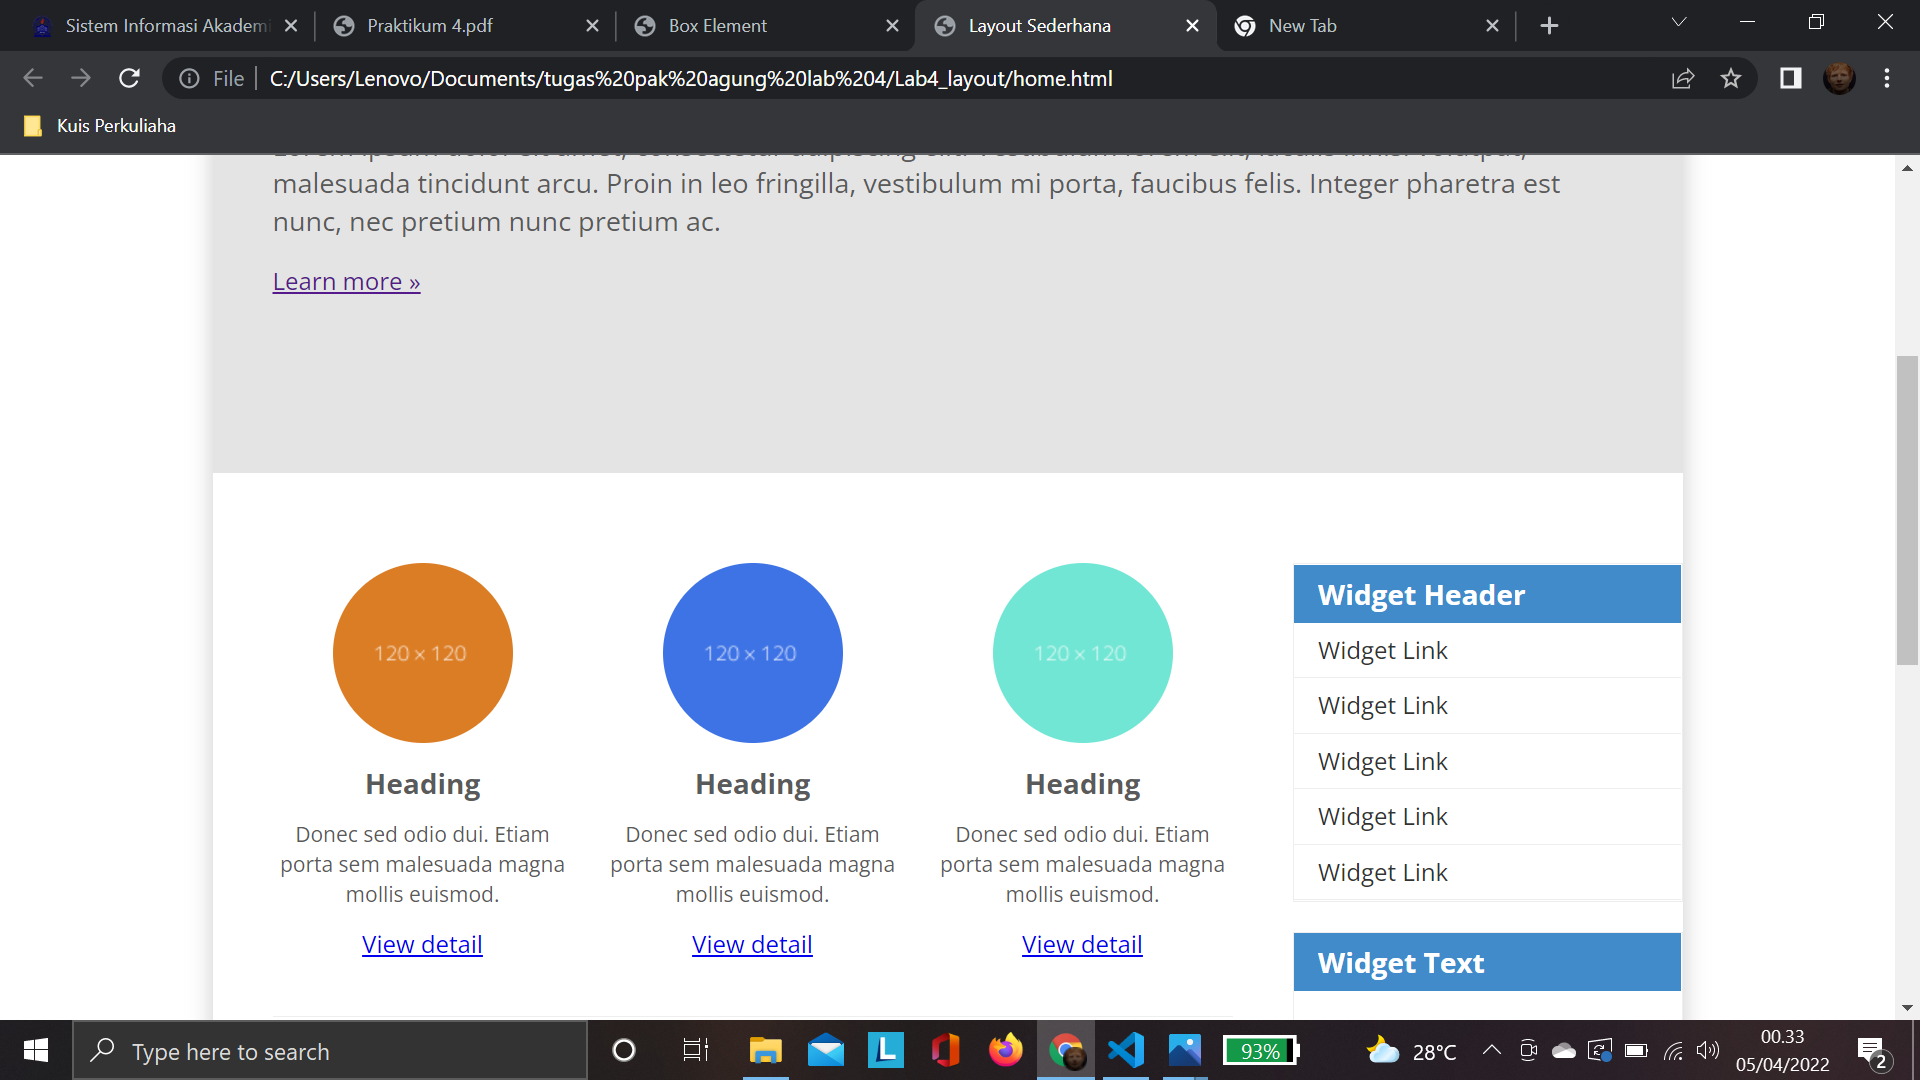 Sistem Informasi Akademi
Praktikum 4.pdf
Box Element
Layout Sederhana
New Tab
File
C:/Users/Lenovo/Documents/tugas%20pak%20agung%20lab%204/Lab4_layout/home.html
Kuis Perkuliaha
malesuada tincidunt arcu. Proin in leo fringilla, vestibulum mi porta, faucibus felis. Integer pharetra est
nunc, nec pretium nunc pretium ac.
Learn more »
120 × 120
120 × 120
120 × 120
Heading
Heading
Heading
Donec sed odio dui. Etiam
porta sem malesuada magna
mollis euismod.
Donec sed odio dui. Etiam
porta sem malesuada magna
mollis euismod.
Donec sed odio dui. Etiam
porta sem malesuada magna
mollis euismod.
View detail
View detail
View detail
Widget Header
Widget Link
Widget Link
Widget Link
Widget Link
Widget Link
Widget Text
Type here to search
L
93%
28°C
00.33
05/04/2022
2